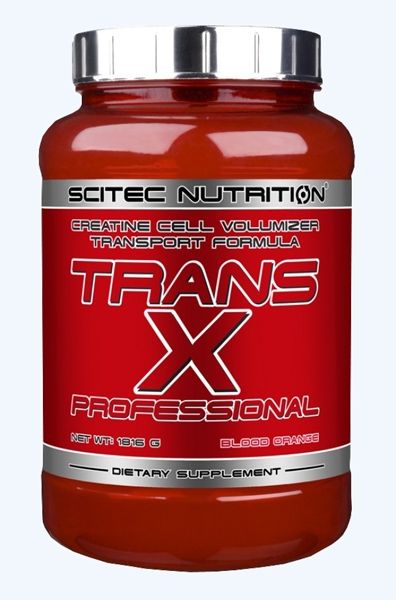 SCITEC NUTRITION®
CREATINE CELL VOLUMIZER
TRANSPORT FORMULA
TRANS
X
PROFESSIONAL
NET WT: 1816 G
BLOOD ORANGE
DIETARY SUPPLEMENT